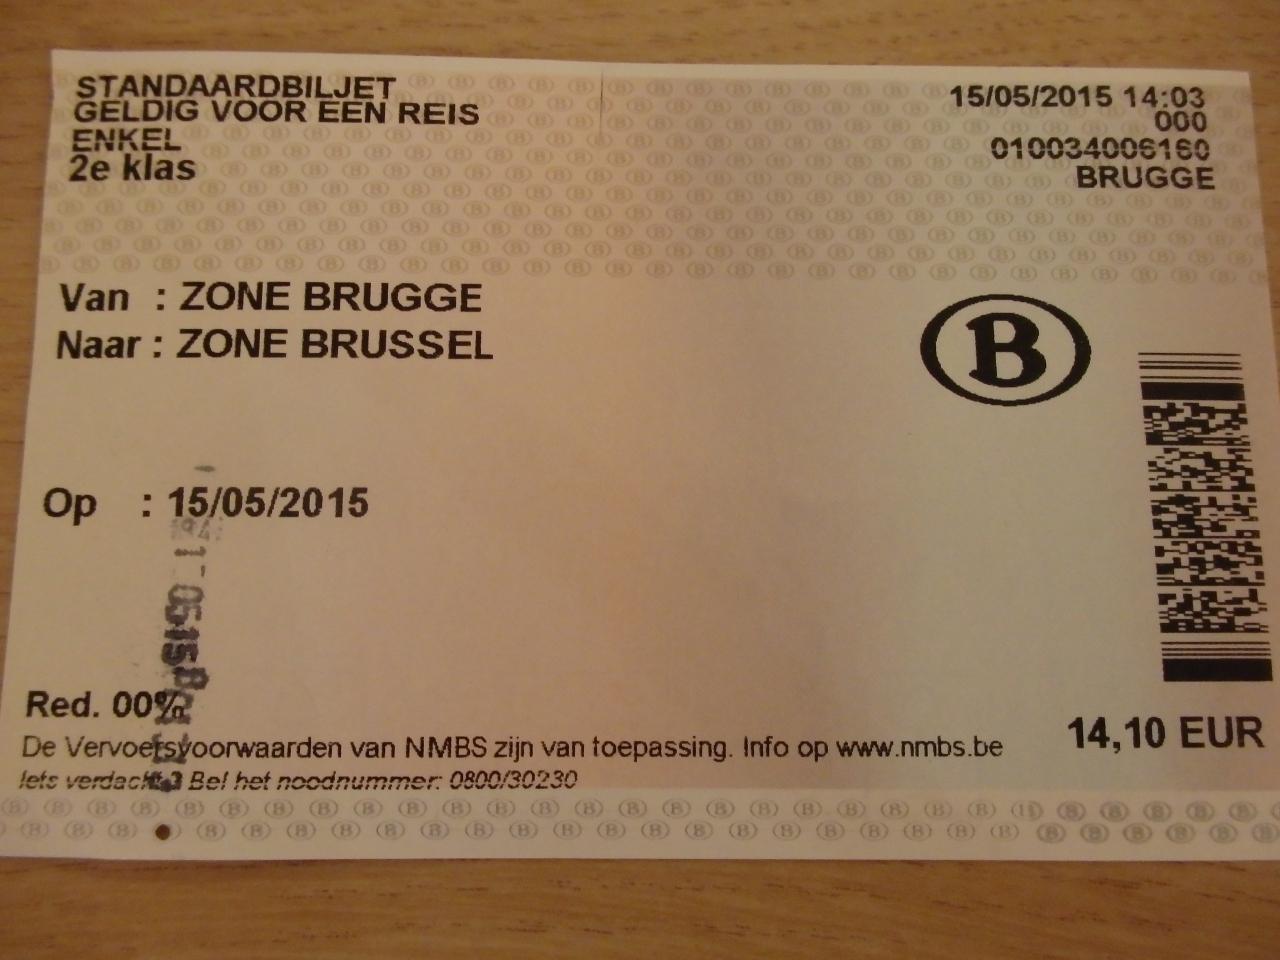 STANDAARDBILJET
GELDIG VOOR EEN REIS
ENKEL
2e klas
15/05/2015 14:03
000
010034006160
BRUGGE
Van : ZONE BRUGGE
Naar : ZONE BRUSSEL
B
Op : 15/05/2015
Red. 00%
De Vervoersvoorwaarden van NMBS zijn van toepassing. Info op www.nmbs.be
14,10 EUR
Iets verdacht ? Bel het noodnummer: 0800/30230